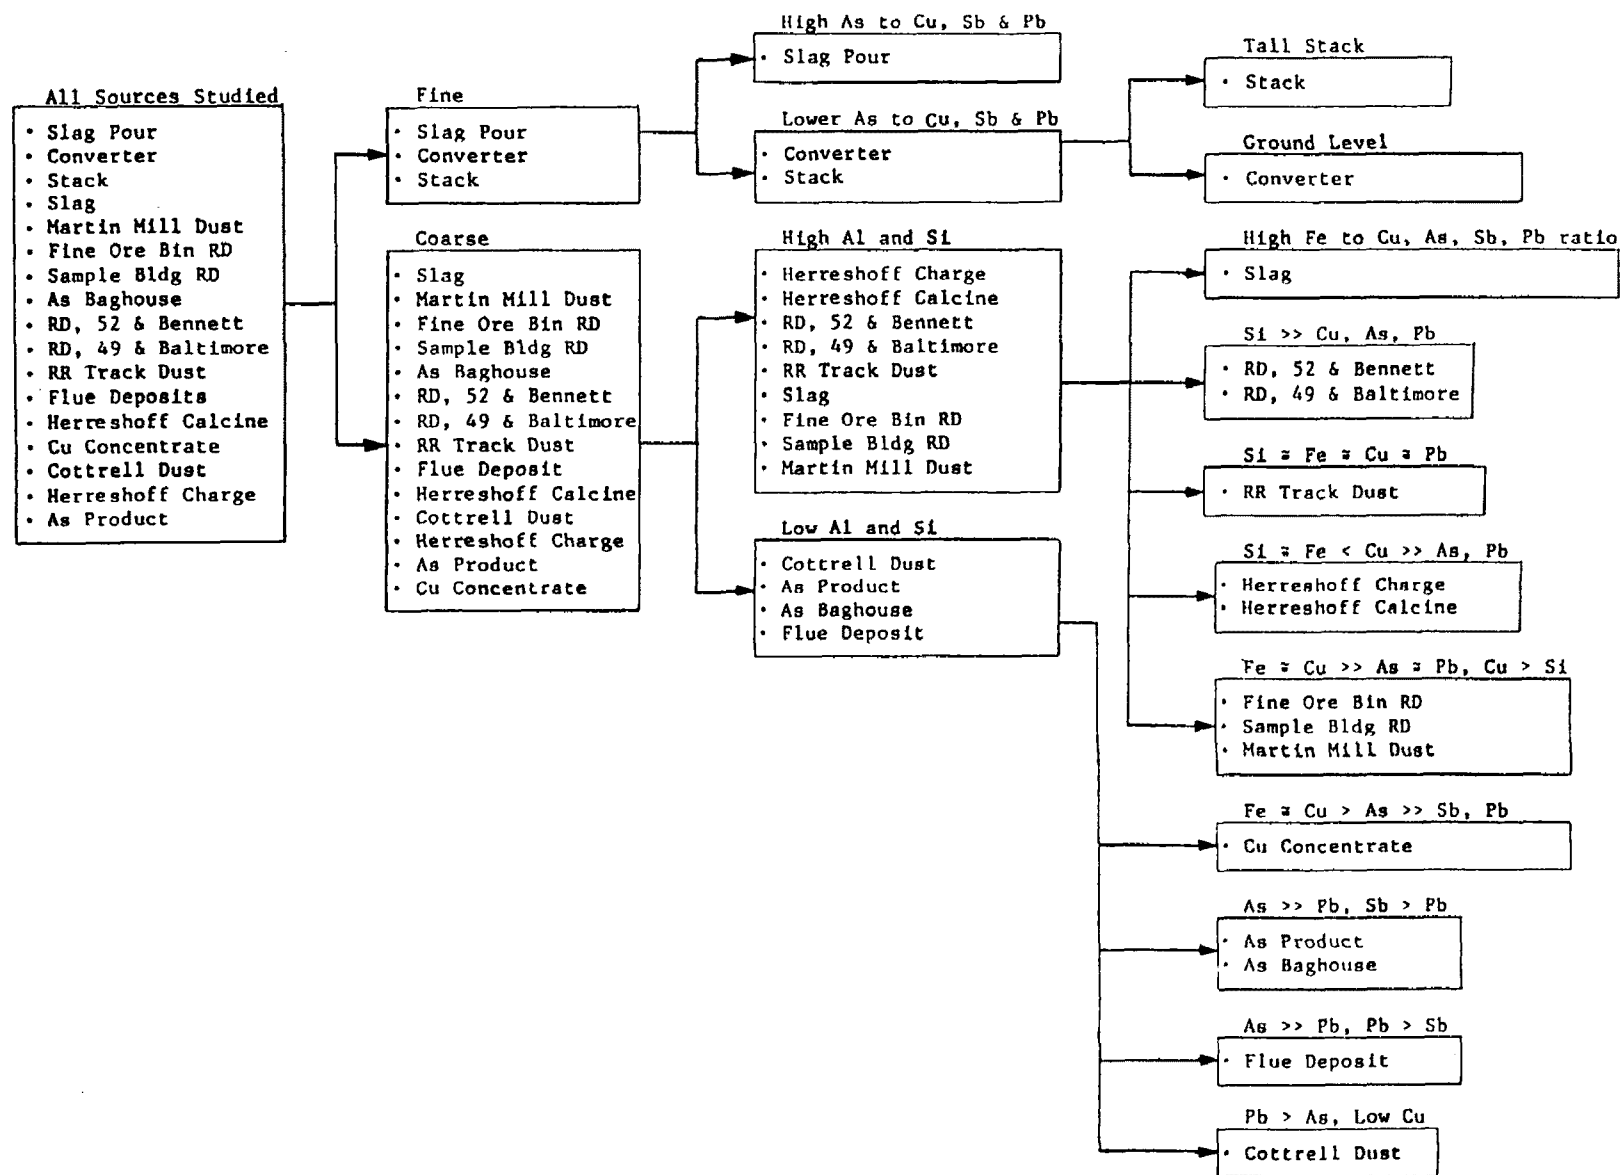 All Sources Studied
· Slag Pour
· Converter
· Stack
· Slag
· Martin Mill Dust
· Fine Ore Bin RD
· Sample Bldg RD
· As Baghouse
· RD, 52 & Bennett
· RD, 49 & Baltimore
· RR Track Dust
· Flue Deposits
· Herreshoff Calcine
· Cu Concentrate
· Cottrell Dust
· Herreshoff Charge
· As Product
Fine
· Slag Pour
· Converter
· Stack
Coarse
· Slag
· Martin Mill Dust
· Fine Ore Bin RD
· Sample Bldg RD
· As Baghouse
· RD, 52 & Bennett
· RD, 49 & Baltimore
· RR Track Dust
· Flue Deposit
· Herreshoff Calcine
· Cottrell Dust
· Herreshoff Charge
· As Product
· Cu Concentrate
High As to Cu, Sb & Pb
· Slag Pour
Lower As to Cu, Sb & Pb
· Converter
· Stack
High Al and Si
· Herreshoff Charge
· Herreshoff Calcine
· RD, 52 & Bennett
· RD, 49 & Baltimore
· RR Track Dust
· Slag
· Fine Ore Bin RD
· Sample Bldg RD
· Martin Mill Dust
Low Al and Si
· Cottrell Dust
· As Product
· As Baghouse
· Flue Deposit
Tall Stack
· Stack
Ground Level
· Converter
High Fe to Cu, As, Sb, Pb ratio
· Slag
Si >> Cu, As, Pb
· RD, 52 & Bennett
· RD, 49 & Baltimore
Si ≅ Fe ≅ Cu ≅ Pb
· RR Track Dust
Si ≅ Fe < Cu >> As, Pb
· Herreshoff Charge
· Herreshoff Calcine
Fe ≅ Cu >> As ≅ Pb, Cu > Si
· Fine Ore Bin RD
· Sample Bldg RD
· Martin Mill Dust
Fe ≅ Cu > As >> Sb, Pb
· Cu Concentrate
As >> Pb, Sb > Pb
· As Product
· As Baghouse
As >> Pb, Pb > Sb
· Flue Deposit
Pb > As, Low Cu
· Cottrell Dust